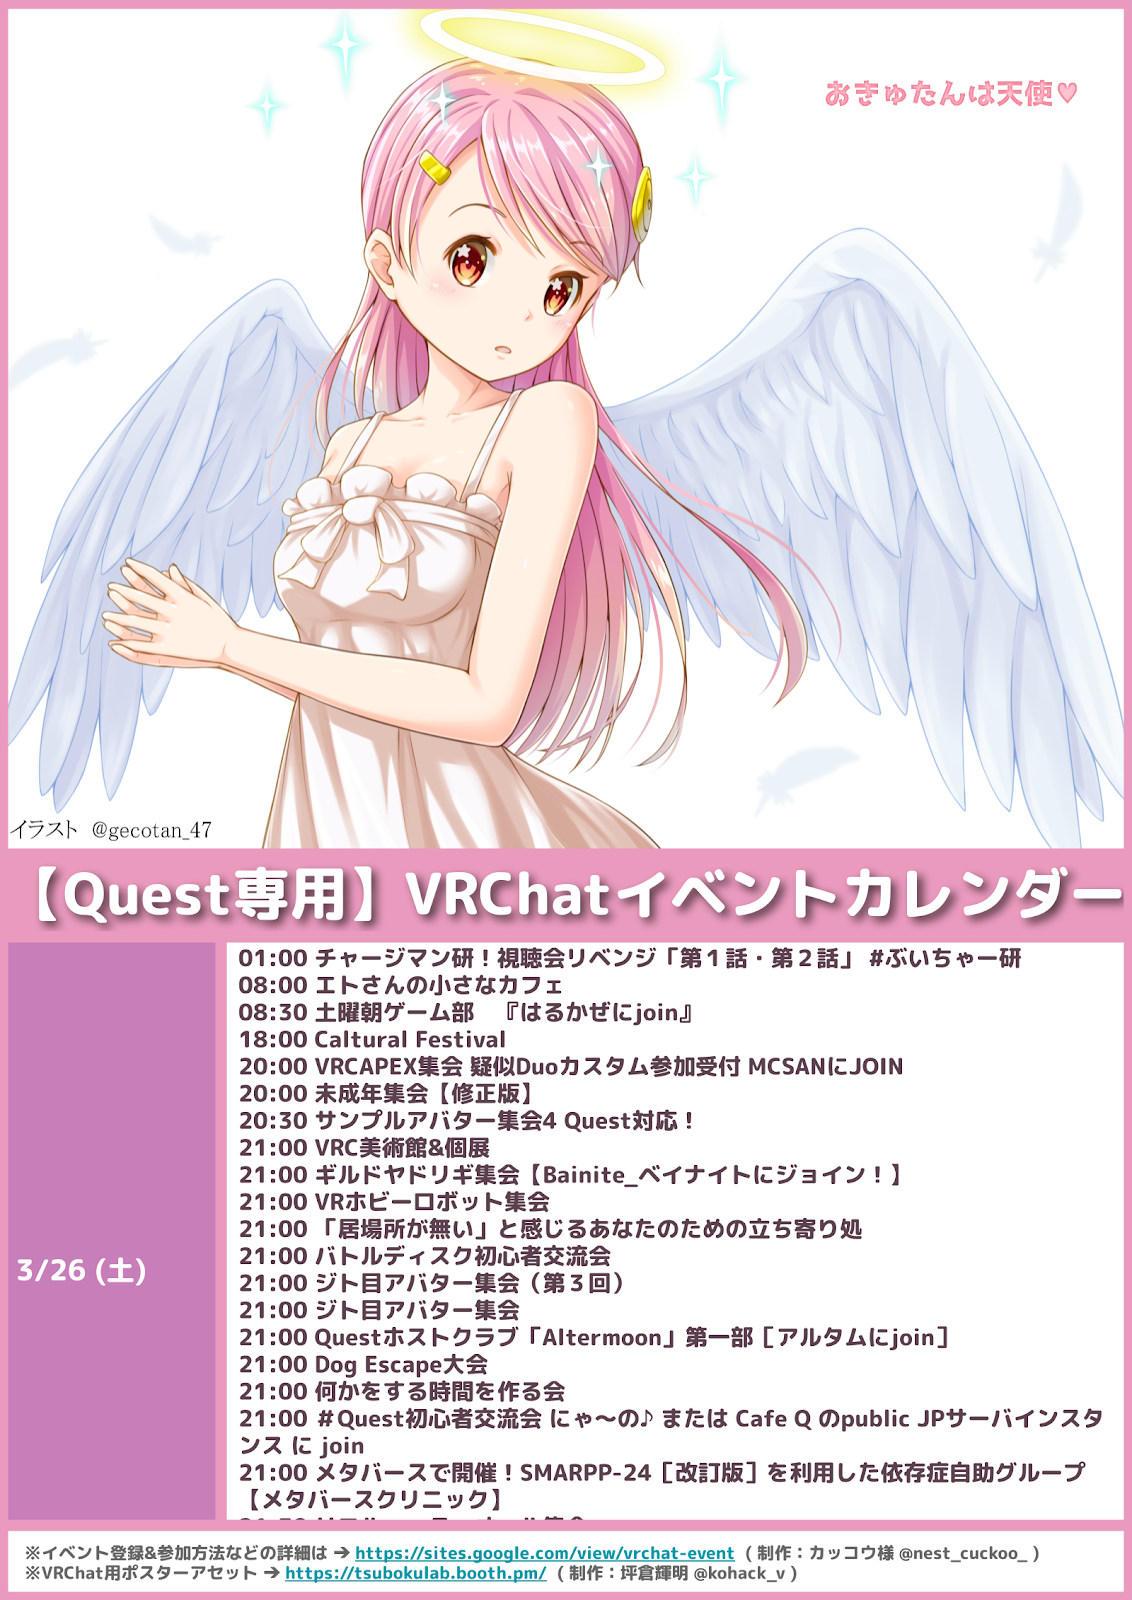 おきゅたんは天使♥
イラスト @gecotan_47
【Quest専用】VRChatイベントカレンダー
3/26 (土)
01:00 チャージマン研！視聴会リベンジ「第１話・第２話」 #ぶいちゃー研
08:00 エトさんの小さなカフェ
08:30 土曜朝ゲーム部　『はるかぜにjoin』
18:00 Caltural Festival
20:00 VRCAPEX集会 疑似Duoカスタム参加受付 MCSANにJOIN
20:00 未成年集会【修正版】
20:30 サンプルアバター集会4 Quest対応！
21:00 VRC美術館&個展
21:00 ギルドヤドリギ集会【Bainite_ベイナイトにジョイン！】
21:00 VRホビーロボット集会
21:00 「居場所が無い」と感じるあなたのための立ち寄り処
21:00 バトルディスク初心者交流会
21:00 ジト目アバター集会（第３回）
21:00 ジト目アバター集会
21:00 Questホストクラブ「Altermoon」第一部［アルタムにjoin］
21:00 Dog Escape大会
21:00 何かをする時間を作る会
21:00 ＃Quest初心者交流会 にゃ〜の♪ または Cafe Q のpublic JPサーバインスタ
ンス に join
21:00 メタバースで開催！SMARPP-24［改訂版］を利用した依存症自助グループ
【メタバースクリニック】
※イベント登録&参加方法などの詳細は ➔ https://sites.google.com/view/vrchat-event ( 制作：カッコウ様 @nest_cuckoo_ )
※VRChat用ポスターアセット ➔ https://tsubokulab.booth.pm/ ( 制作：坪倉輝明 @kohack_v )